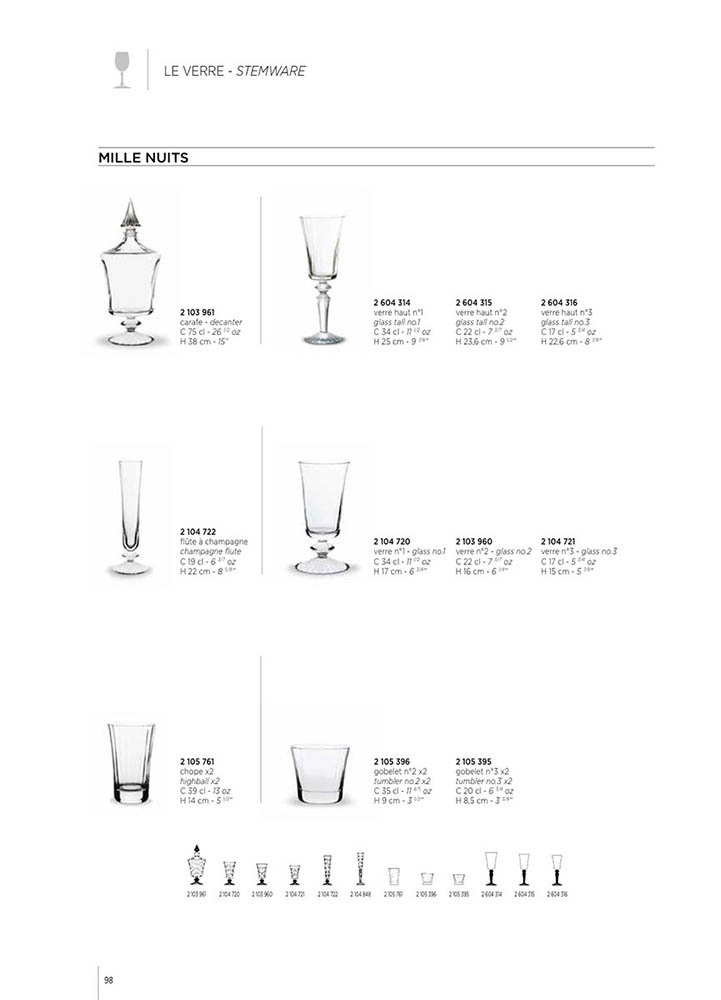 LE VERRE - STEMWARE
MILLE NUITS
2 103 961
carafe - decanter
C 75 cl - 26 1/2 oz
H 38 cm - 15"
2 604 314
verre haut n°1
glass tall no.1
C 34 cl - 11 1/2 oz
H 25 cm - 9 7/8"
2 604 315
verre haut n°2
glass tall no.2
C 22 cl - 7 3/7 oz
H 23,6 cm - 9 1/2"
2 604 316
verre haut n°3
glass tall no.3
C 17 cl - 5 3/4 oz
H 22,6 cm - 8 7/8"
2 104 722
flûte à champagne
champagne flute
C 19 cl - 6 3/7 oz
H 22 cm - 8 5/8"
2 104 720
verre n°1 - glass no.1
C 34 cl - 11 1/2 oz
H 17 cm - 6 3/4"
2 103 960
verre n°2 - glass no.2
C 22 cl - 7 3/7 oz
H 16 cm - 6
2 104 721
verre n°3 - glass no.3
C 17 cl - 5 3/4 oz
H 15 cm - 5
2 105 761
chope x2
highball x2
C 39 cl - 13 oz
H 14 cm - 5 1/2"
2 105 396
gobelet n°2 x2
tumbler no.2 x2
C 35 cl - 11 4/5 oz
H 9 cm - 3 1/2"
2 105 395
gobelet n°3 x2
tumbler no.3 x2
C 20 cl - 6 3/4 oz
H 8,5 cm - 3
2 103 961 2 104 720 2 103 960 2 104 721 2 104 722 2 104 848 2 105 761 2 105 396 2 105 395 2 604 314 2 604 315 2 604 316
98